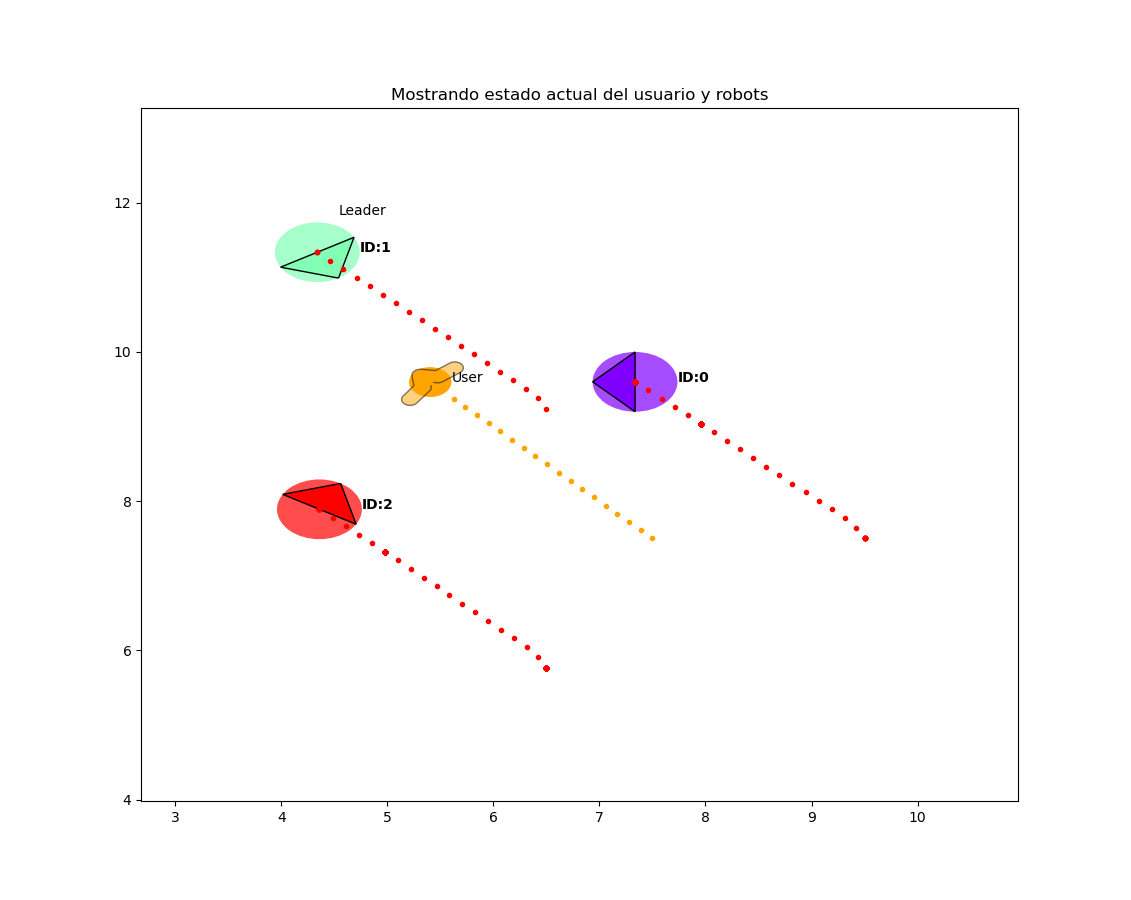 Mostrando estado actual del usuario y robots
12
Leader
ID:1
10
User
ID:0
8
ID:2
6
4
3 4 5 6 7 8 9 10